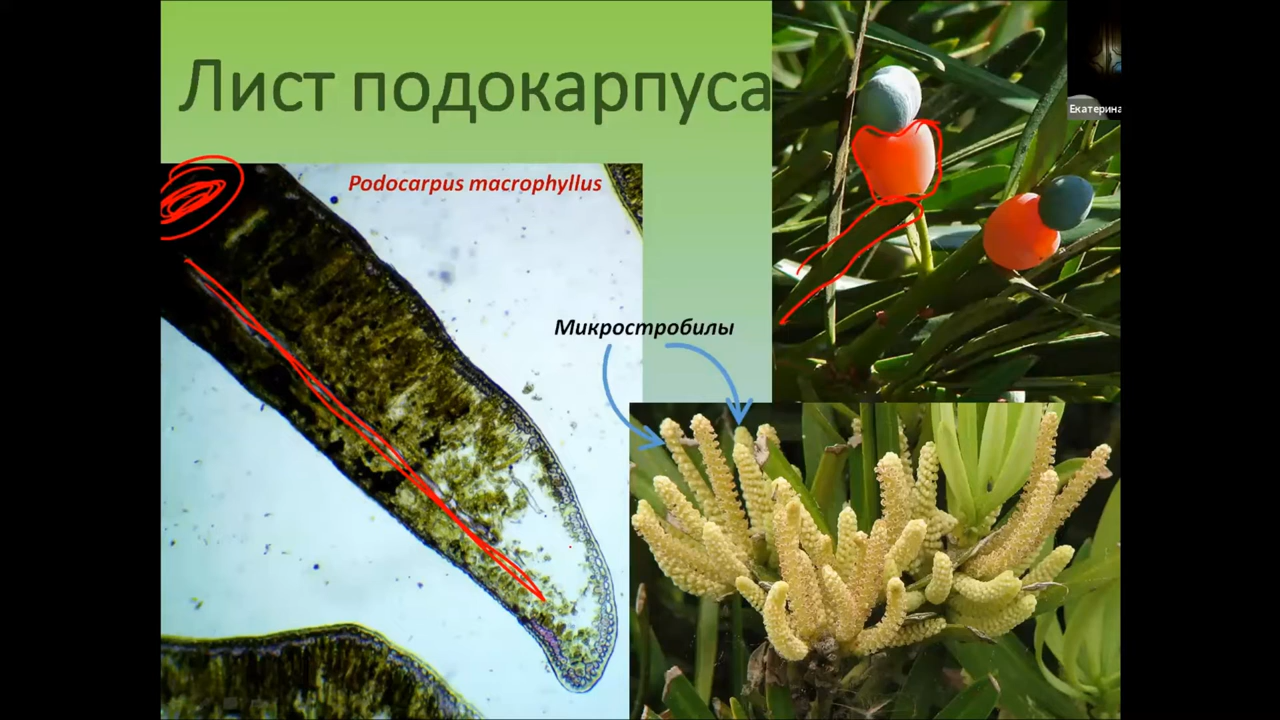 Лист подокарпуса
Екатерина
Podocarpus macrophyllus
Микростробилы